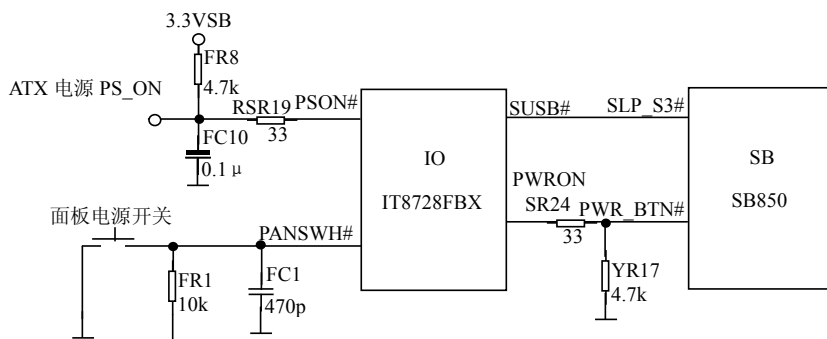 3.3VSB
FR8
4.7k
ATX 电源 PS_ON
RSR19
PSON#
33
FC10
0.1μ
IO
IT8728FBX
SUSB#
SLP_S3#
SB
SB850
PWRON
SR24
PWR_BTN#
33
YR17
4.7k
面板电源开关
PANSWH#
FR1
10k
FC1
470p